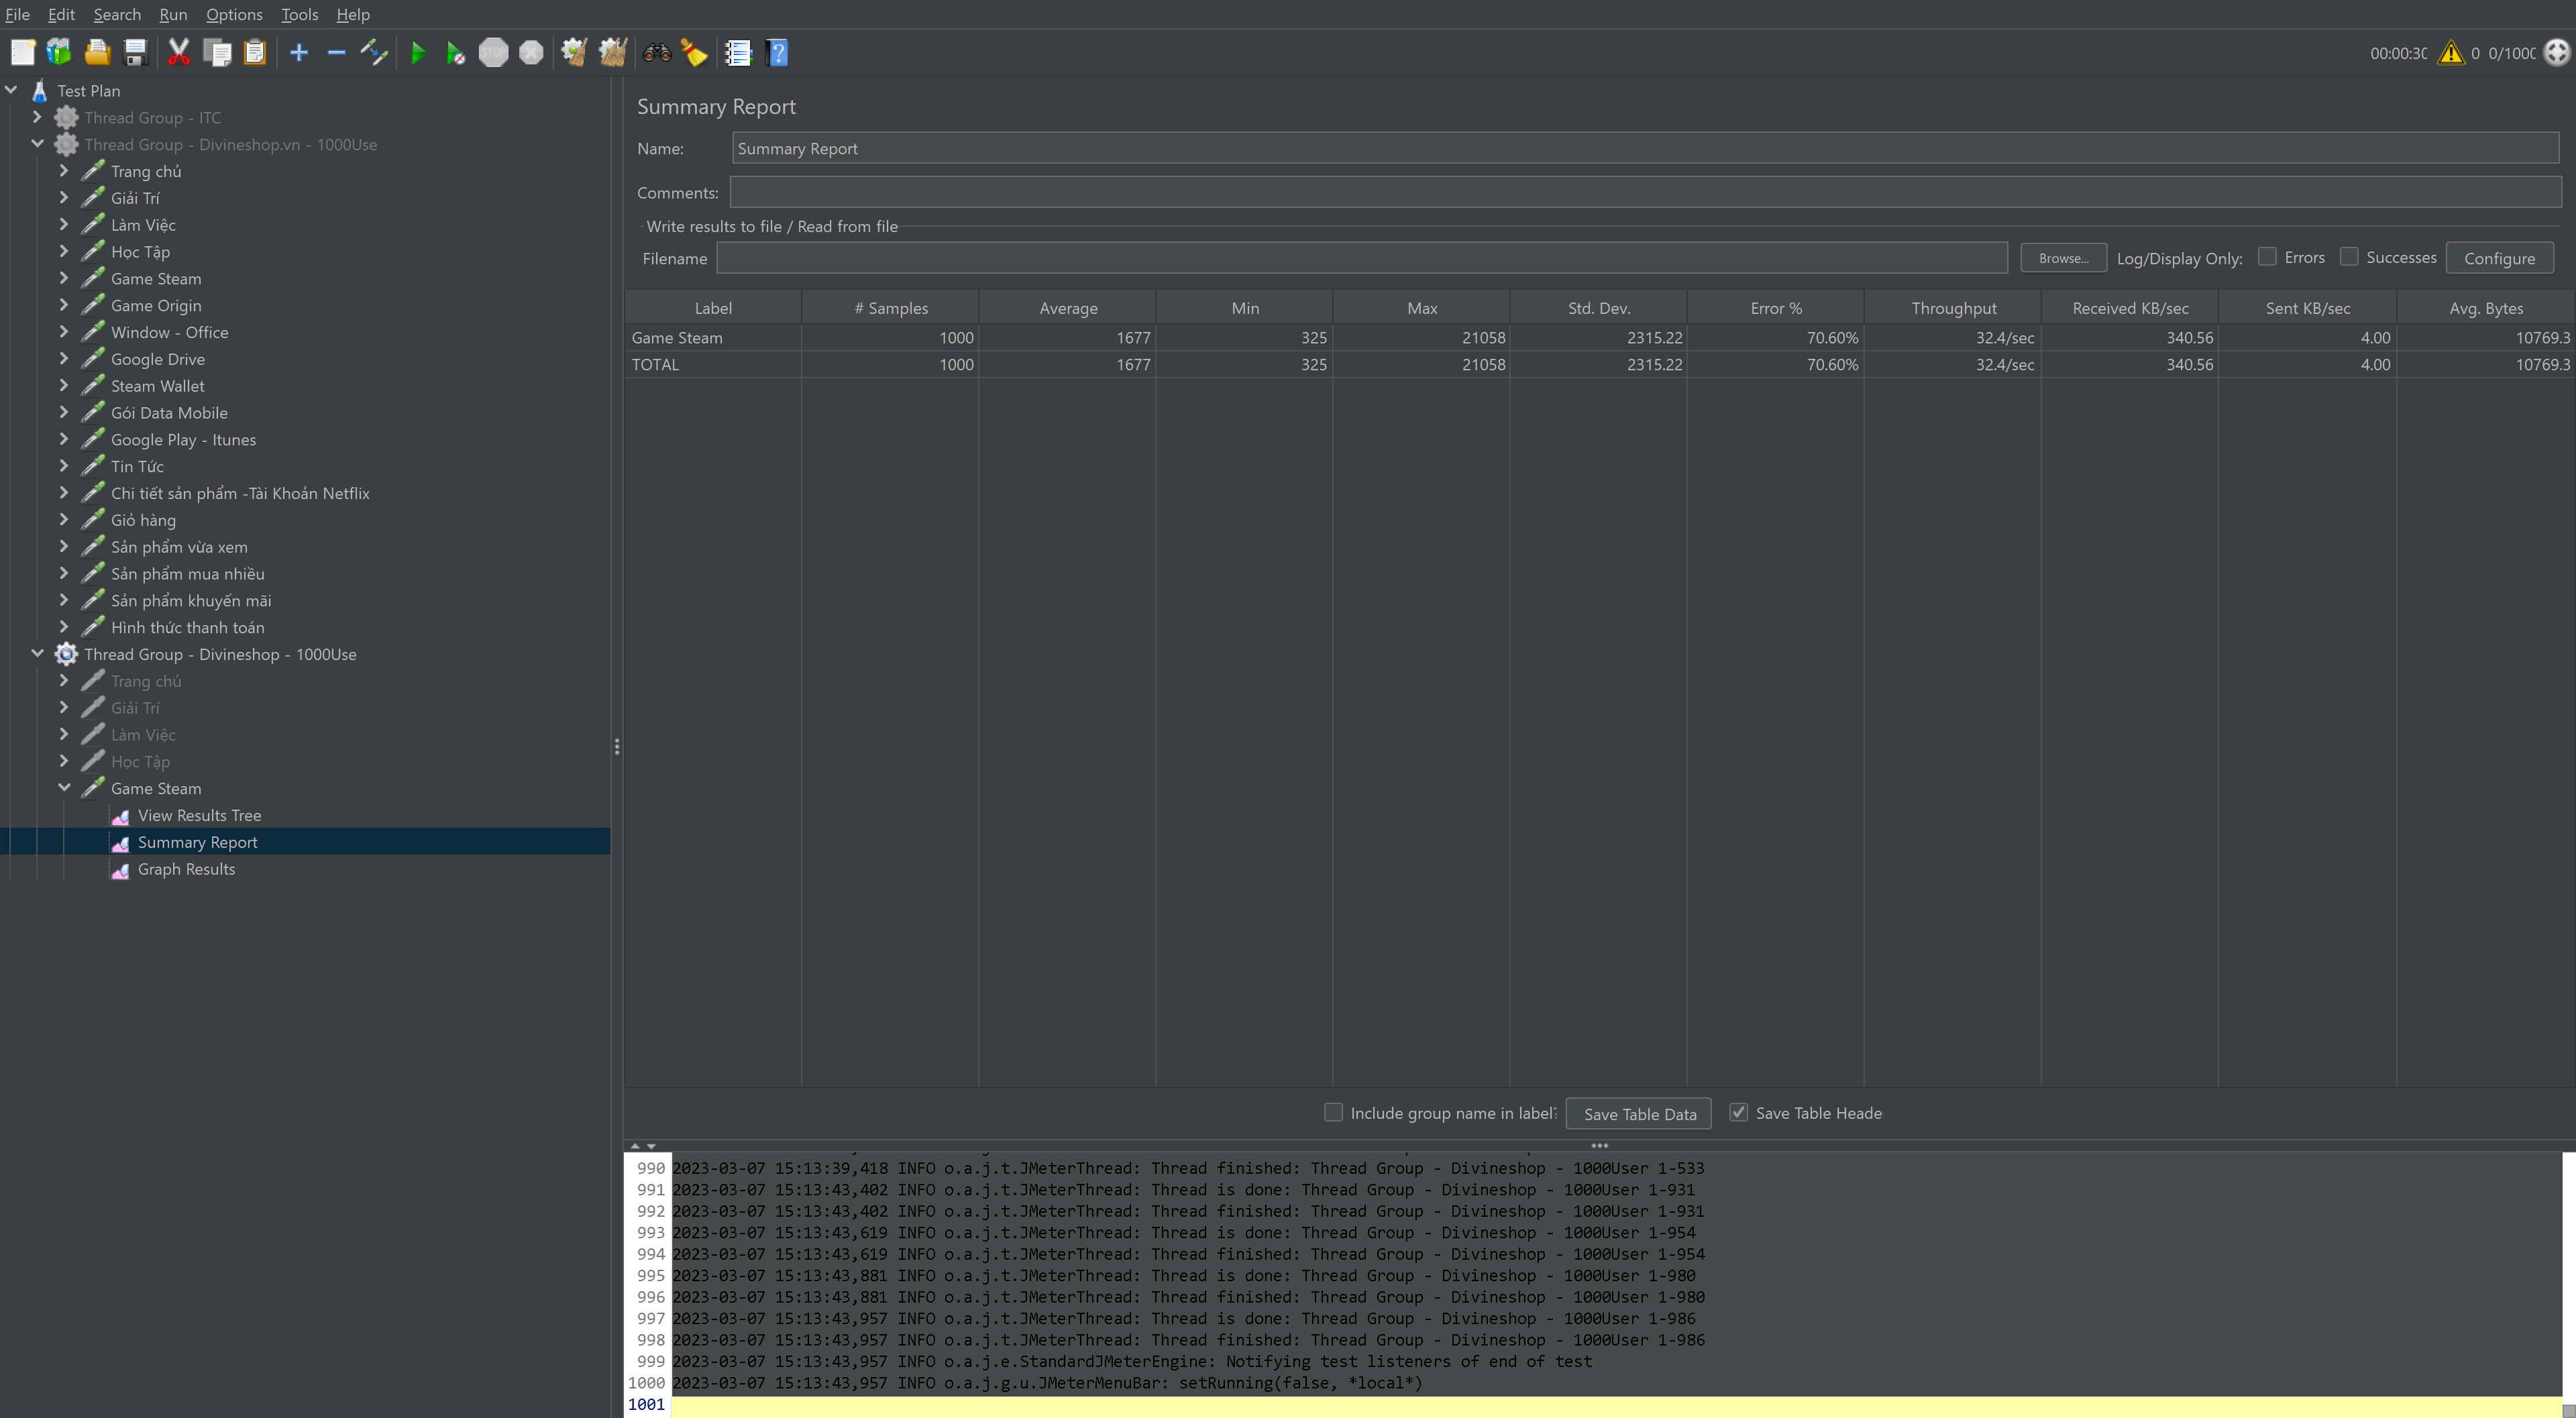 File Edit Search Run Options Tools Help
00:00:30 0 0/1000
Test Plan
Thread Group - ITC
Thread Group - Divineshop.vn - 1000Use
Trang chủ
Giải Trí
Làm Việc
Học Tập
Game Steam
Game Origin
Window - Office
Google Drive
Steam Wallet
Gói Data Mobile
Google Play - Itunes
Tin Tức
Chi tiết sản phẩm -Tài Khoản Netflix
Giỏ hàng
Sản phẩm vừa xem
Sản phẩm mua nhiều
Sản phẩm khuyến mãi
Hình thức thanh toán
Thread Group - Divineshop - 1000Use
Trang chủ
Giải Trí
Làm Việc
Học Tập
Game Steam
View Results Tree
Summary Report
Graph Results
Summary Report
Name: Summary Report
Comments:
Write results to file / Read from file
Filename Browse... Log/Display Only: Errors Successes Configure
Label # Samples Average Min Max Std. Dev. Error % Throughput Received KB/sec Sent KB/sec Avg. Bytes
Game Steam 1000 1677 325 21058 2315.22 70.60% 32.4/sec 340.56 4.00 10769.3
TOTAL 1000 1677 325 21058 2315.22 70.60% 32.4/sec 340.56 4.00 10769.3
Include group name in label? Save Table Data Save Table Heade
990 2023-03-07 15:13:39,418 INFO o.a.j.t.JMeterThread: Thread finished: Thread Group - Divineshop - 1000User 1-533
991 2023-03-07 15:13:43,402 INFO o.a.j.t.JMeterThread: Thread is done: Thread Group - Divineshop - 1000User 1-931
992 2023-03-07 15:13:43,402 INFO o.a.j.t.JMeterThread: Thread finished: Thread Group - Divineshop - 1000User 1-931
993 2023-03-07 15:13:43,619 INFO o.a.j.t.JMeterThread: Thread is done: Thread Group - Divineshop - 1000User 1-954
994 2023-03-07 15:13:43,619 INFO o.a.j.t.JMeterThread: Thread finished: Thread Group - Divineshop - 1000User 1-954
995 2023-03-07 15:13:43,881 INFO o.a.j.t.JMeterThread: Thread is done: Thread Group - Divineshop - 1000User 1-980
996 2023-03-07 15:13:43,881 INFO o.a.j.t.JMeterThread: Thread finished: Thread Group - Divineshop - 1000User 1-980
997 2023-03-07 15:13:43,957 INFO o.a.j.t.JMeterThread: Thread is done: Thread Group - Divineshop - 1000User 1-986
998 2023-03-07 15:13:43,957 INFO o.a.j.t.JMeterThread: Thread finished: Thread Group - Divineshop - 1000User 1-986
999 2023-03-07 15:13:43,957 INFO o.a.j.e.StandardJMeterEngine: Notifying test listeners of end of test
1000 2023-03-07 15:13:43,957 INFO o.a.j.g.u.JMeterMenuBar: setRunning(false, *local*)
1001